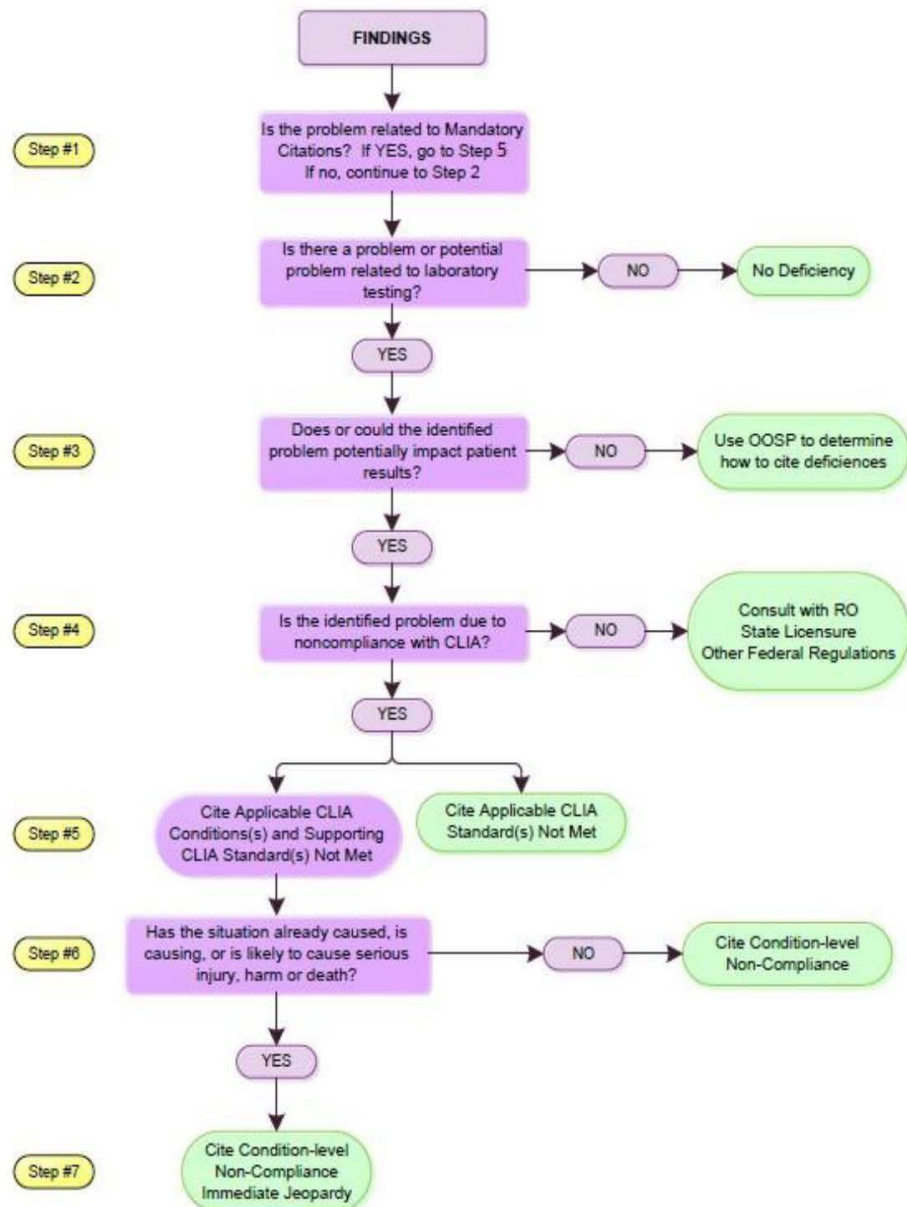 FINDINGS
Step #1
Is the problem related to Mandatory
Citations? If YES, go to Step 5
If no, continue to Step 2
Step #2
Is there a problem or potential
problem related to laboratory
testing?
NO
No Deficiency
YES
Step #3
Does or could the identified
problem potentially impact patient
results?
NO
Use OOSP to determine
how to cite deficiences
YES
Step #4
Is the identified problem due to
noncompliance with CLIA?
NO
Consult with RO
State Licensure
Other Federal Regulations
YES
Step #5
Cite Applicable CLIA
Conditions(s) and Supporting
CLIA Standard(s) Not Met
Cite Applicable CLIA
Standard(s) Not Met
Step #6
Has the situation already caused, is
causing, or is likely to cause serious
injury, harm or death?
NO
Cite Condition-level
Non-Compliance
YES
Step #7
Cite Condition-level
Non-Compliance
Immediate Jeopardy